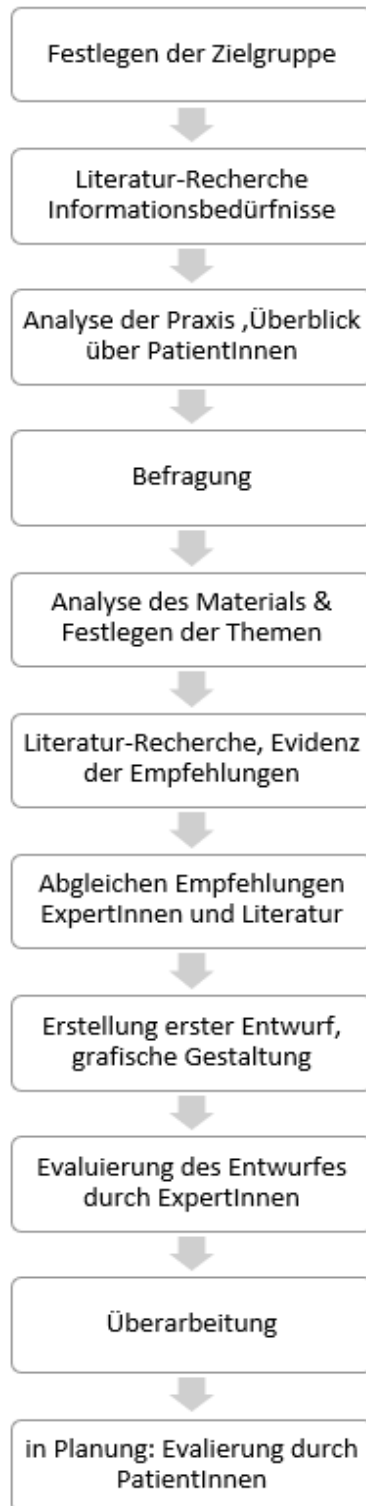 Festlegen der Zielgruppe
Literatur-Recherche
Informationsbedürfnisse
Analyse der Praxis ,Überblick
über PatientInnen
Befragung
Analyse des Materials &
Festlegen der Themen
Literatur-Recherche, Evidenz
der Empfehlungen
Abgleichen Empfehlungen
ExpertInnen und Literatur
Erstellung erster Entwurf,
grafische Gestaltung
Evaluierung des Entwurfes
durch ExpertInnen
Überarbeitung
in Planung: Evalierung durch
PatientInnen